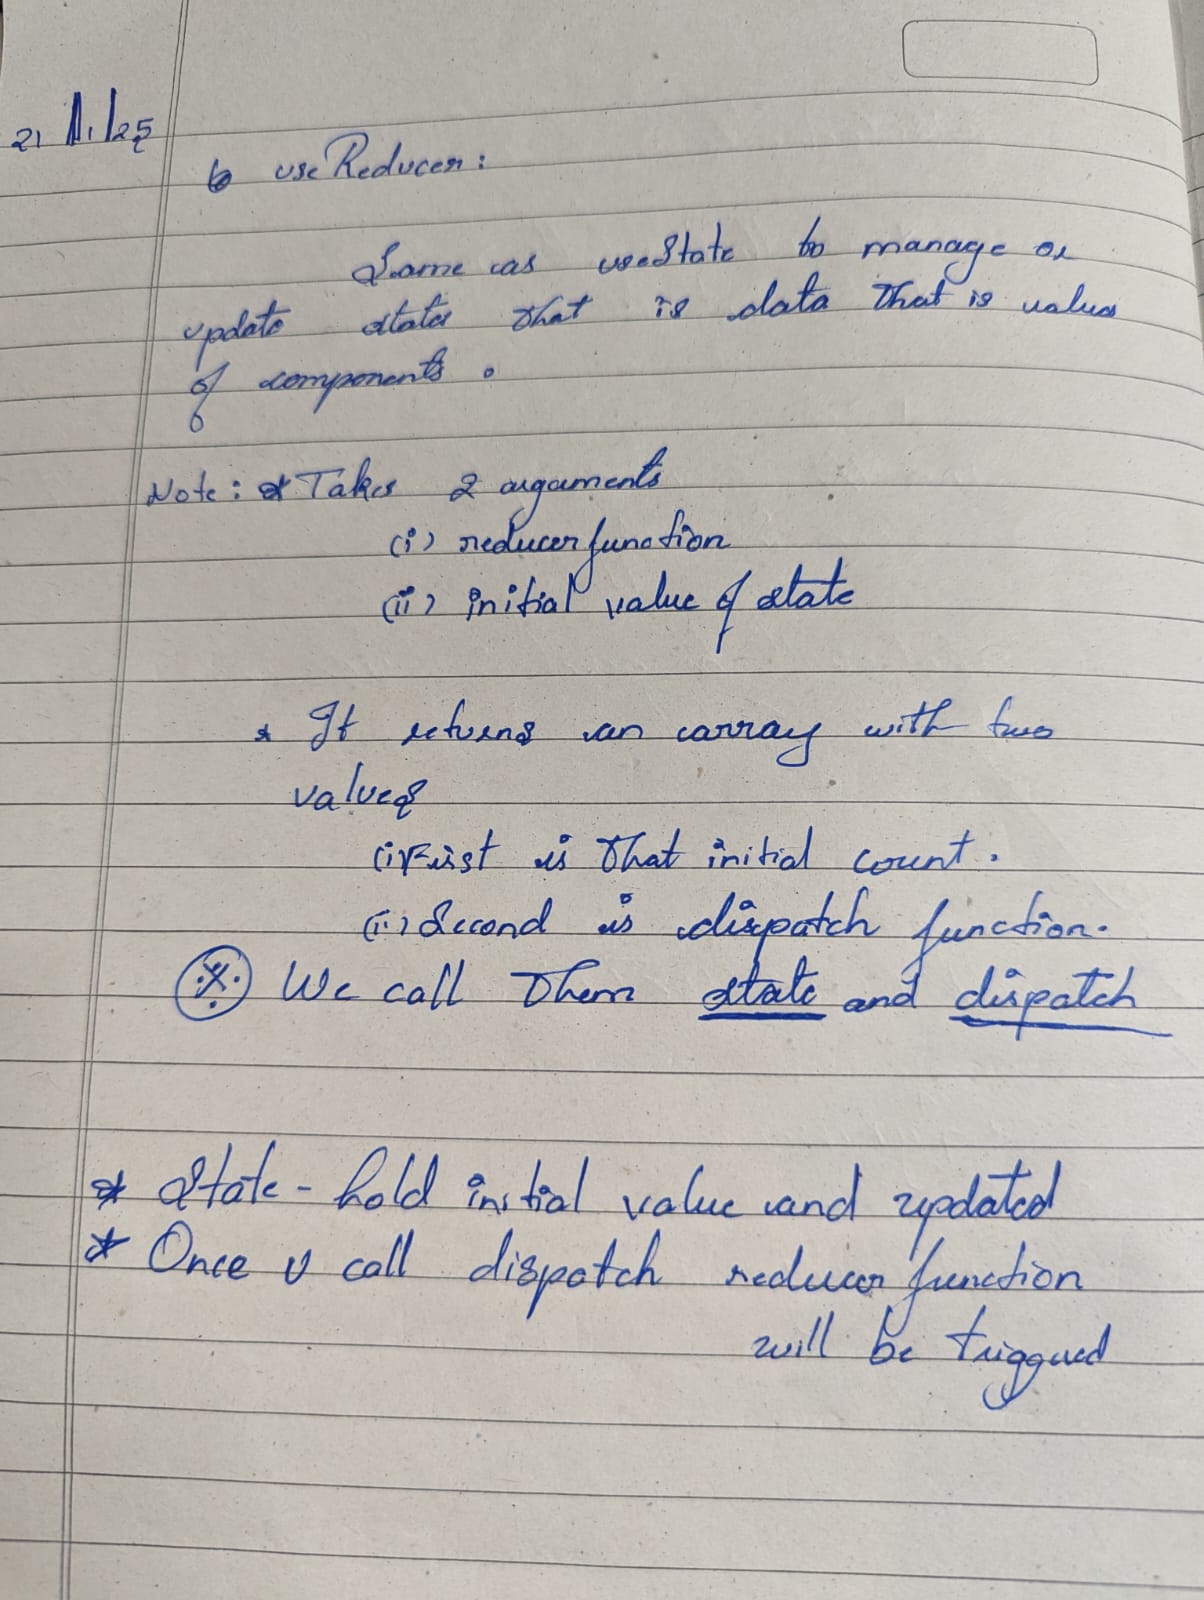 21/1/25
6 useReducer:
Same as useState to manage or
update states that is data that is values
of components.
Note: * Takes 2 arguments
(i) reducer function
(ii) initial value of state
* It returns an array with two
values
(i) First is that initial count.
(ii) Second is dispatch function.
※ We call them state and dispatch
* State - hold initial value and updated
* Once u call dispatch reducer function
will be triggered